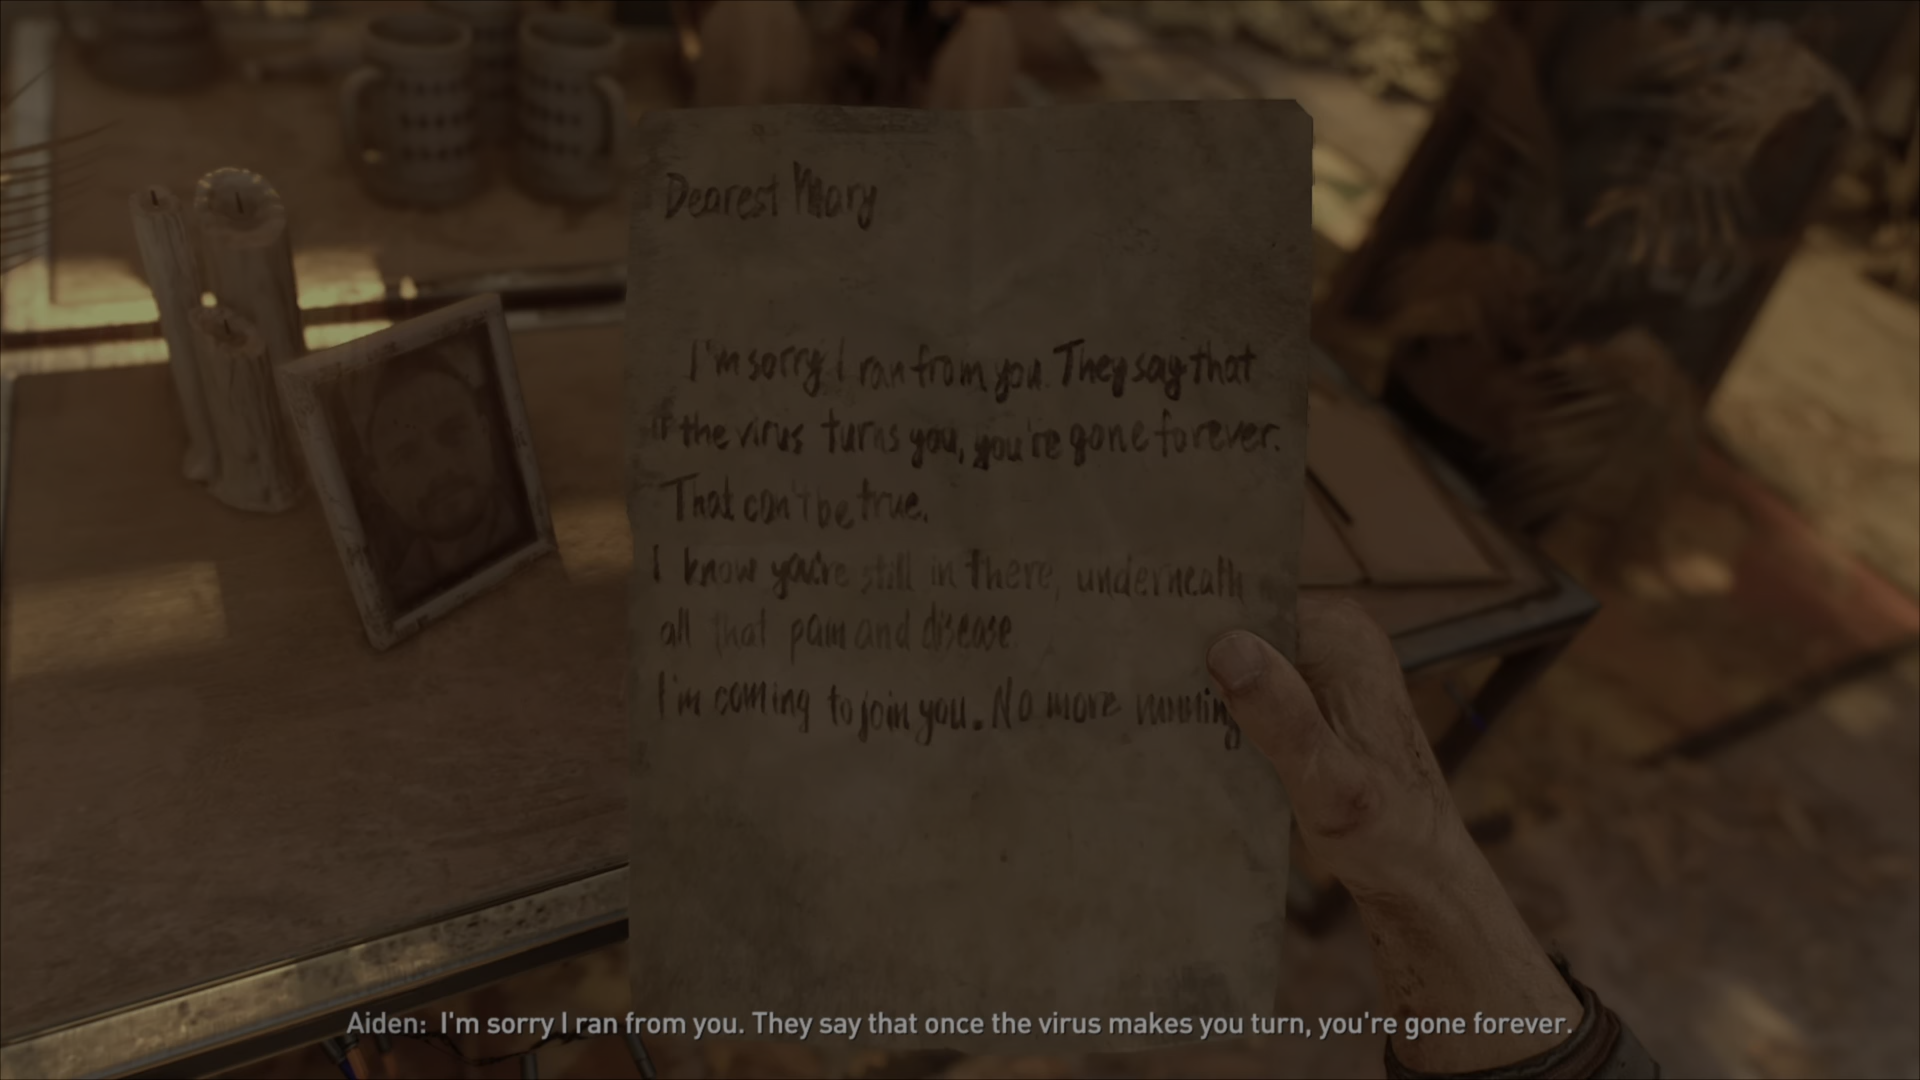 Dearest Mary
I'm sorry I ran from you. They say that
if the virus turns you, you're gone forever.
That can't be true.
I know you're still in there, underneath
all that pain and disease.
I'm coming to join you. No more running
Aiden: I'm sorry I ran from you. They say that once the virus makes you turn, you're gone forever.